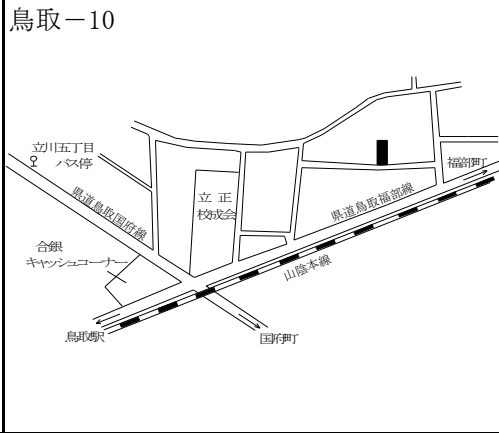 鳥取－10
立川五丁目
バス停
県道鳥取国府線
立正
校成会
県道鳥取福部線
福部町
合銀
キャッシュコーナー
山陰本線
鳥取駅
国府町